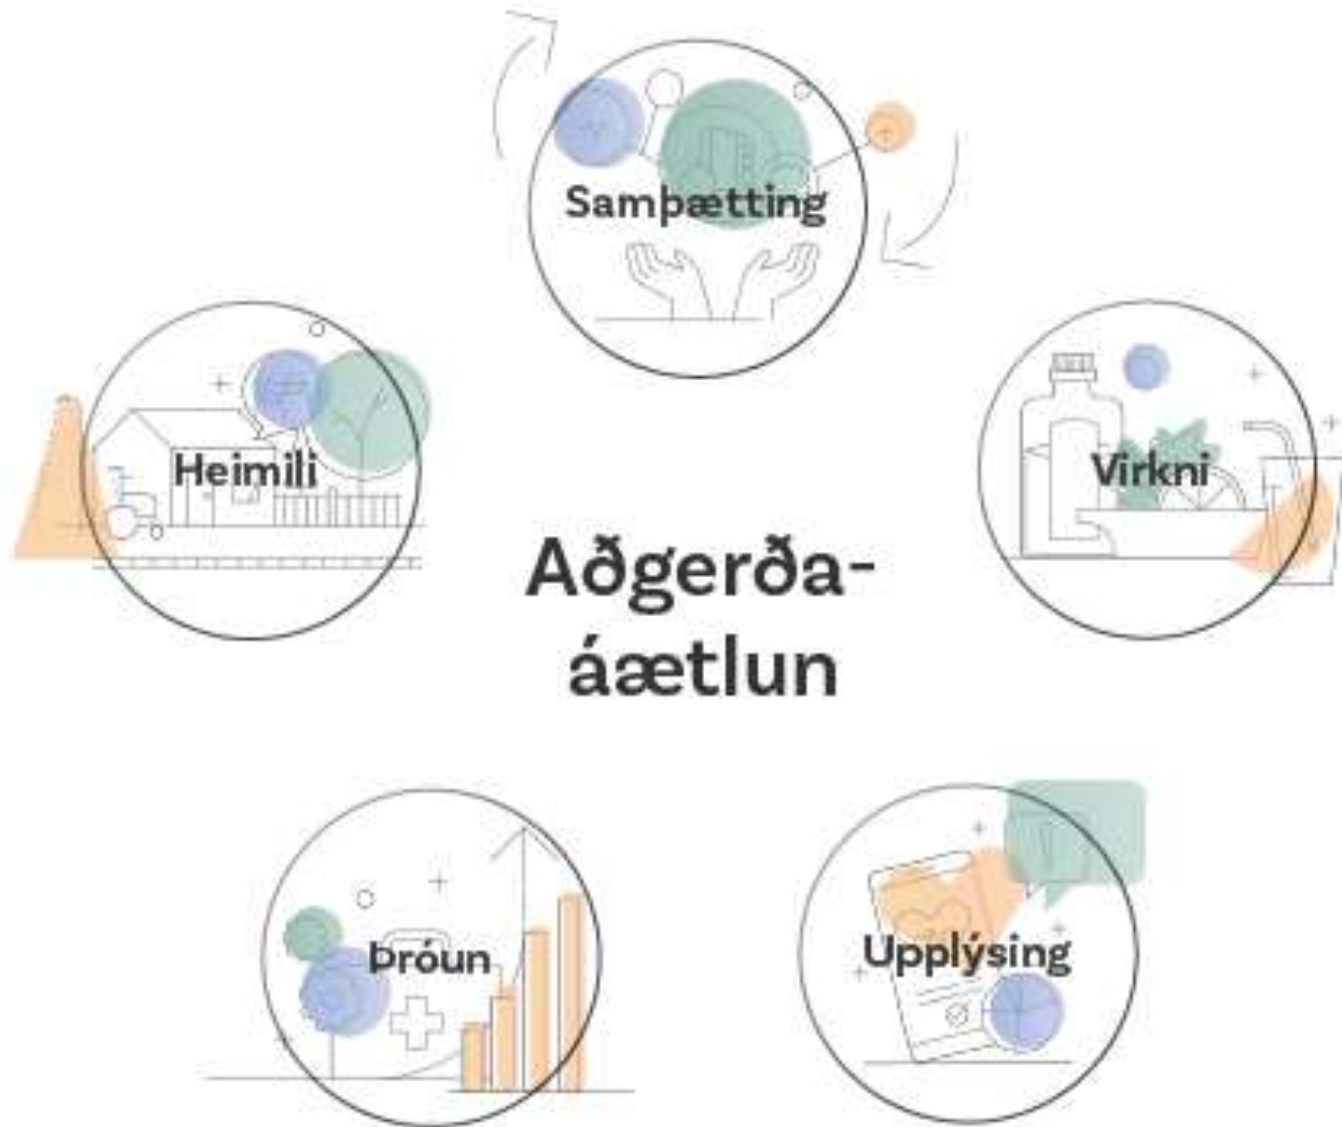 Samþætting
Heimili
Virkni
Aðgerða-
áætlun
Þróun
Upplýsing